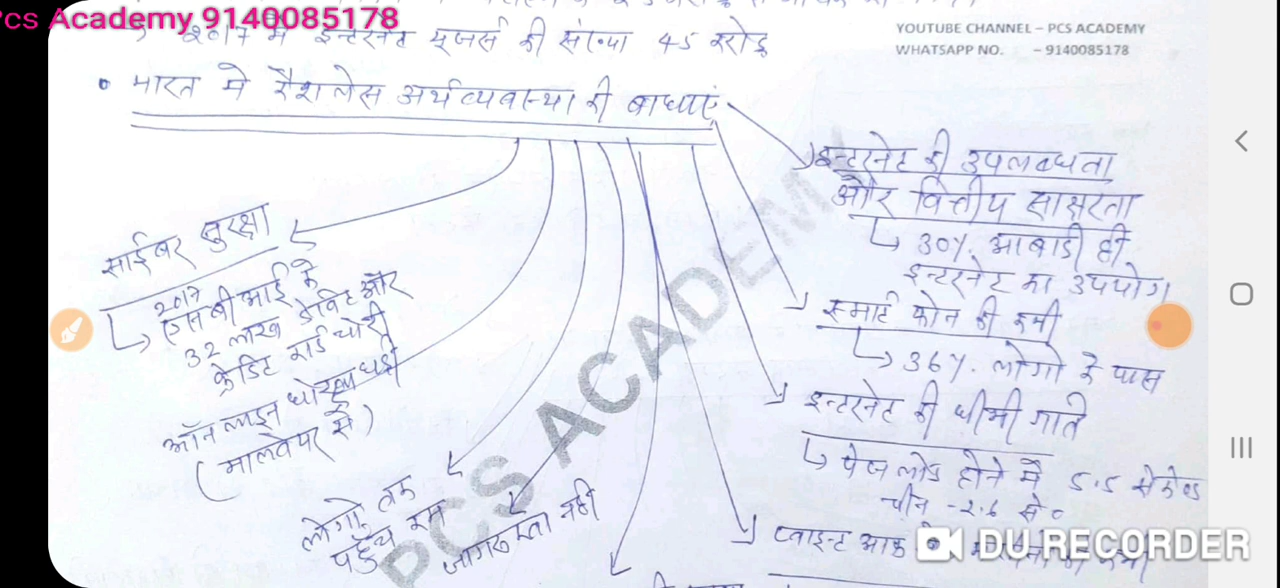 Pcs Academy 9140085178
YOUTUBE CHANNEL – PCS ACADEMY
WHATSAPP NO. - 9140085178
→ 2017 मे इन्टरनेट यूजर्स की संख्या 45 करोड़
• भारत मे कैशलेस अर्थव्यवस्था की बाधाएं
इन्टरनेट की उपलब्धता
और वित्तीय साक्षरता
30% आबादी ही
इन्टरनेट का उपयोग
स्मार्ट फोन की कमी
36% लोगो के पास
इन्टरनेट की धीमी गति
पेज लोड होने मे 5.5 सेकेण्ड
चीन - 2.6 से०
प्वाइन्ट आफ
साईबर सुरक्षा
2017
एसबीआई के
32 लाख डेबिट और
क्रेडिट कार्ड चोरी
ऑनलाइन धोखाधड़ी
(मालवेयर से)
लोगो तक
पहुँच कम
जागरूकता नही
PCS ACADEMY
DU RECORDER